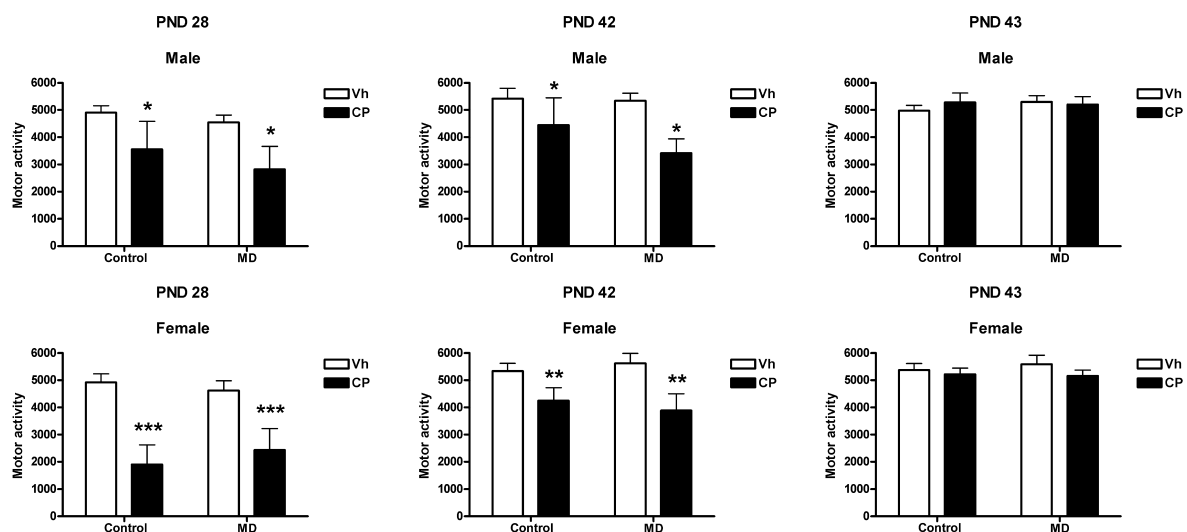 PND 28
Male
6000
5000
4000
3000
2000
1000
0
Motor activity
*
*
Control
MD
Vh
CP
PND 42
Male
6000
5000
4000
3000
2000
1000
0
Motor activity
*
*
Control
MD
Vh
CP
PND 43
Male
6000
5000
4000
3000
2000
1000
0
Motor activity
Control
MD
Vh
CP
PND 28
Female
6000
5000
4000
3000
2000
1000
0
Motor activity
***
***
Control
MD
Vh
CP
PND 42
Female
6000
5000
4000
3000
2000
1000
0
Motor activity
**
**
Control
MD
Vh
CP
PND 43
Female
6000
5000
4000
3000
2000
1000
0
Motor activity
Control
MD
Vh
CP